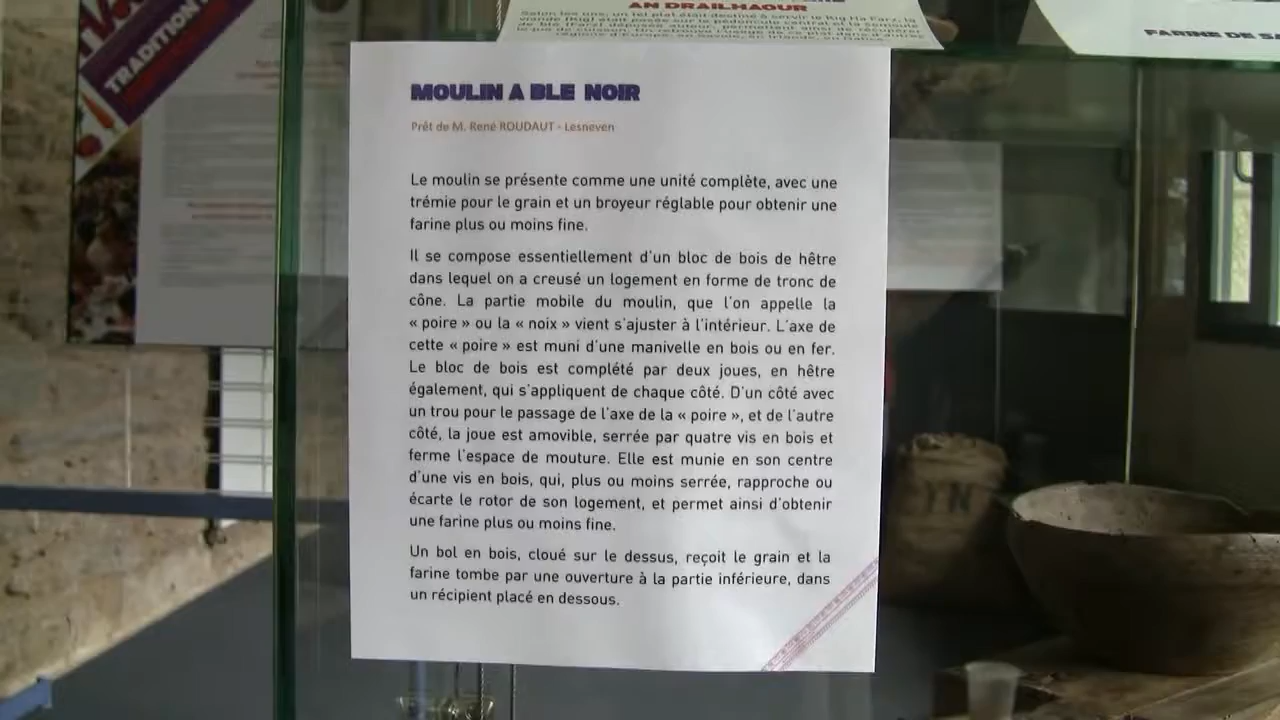 TRADITION
AN DRAILHAOUR
FARINE DE SA
MOULIN A BLE NOIR
Prêt de M. René ROUDAUT - Lesneven
Le moulin se présente comme une unité complète, avec une
trémie pour le grain et un broyeur réglable pour obtenir une
farine plus ou moins fine.
Il se compose essentiellement d'un bloc de bois de hêtre
dans lequel on a creusé un logement en forme de tronc de
cône. La partie mobile du moulin, que l'on appelle la
« poire » ou la « noix » vient s'ajuster à l'intérieur. L'axe de
cette « poire » est muni d'une manivelle en bois ou en fer.
Le bloc de bois est complété par deux joues, en hêtre
également, qui s'appliquent de chaque côté. D'un côté avec
un trou pour le passage de l'axe de la « poire », et de l'autre
côté, la joue est amovible, serrée par quatre vis en bois et
ferme l'espace de mouture. Elle est munie en son centre
d'une vis en bois, qui, plus ou moins serrée, rapproche ou
écarte le rotor de son logement, et permet ainsi d'obtenir
une farine plus ou moins fine.
Un bol en bois, cloué sur le dessus, reçoit le grain et la
farine tombe par une ouverture à la partie inférieure, dans
un récipient placé en dessous.